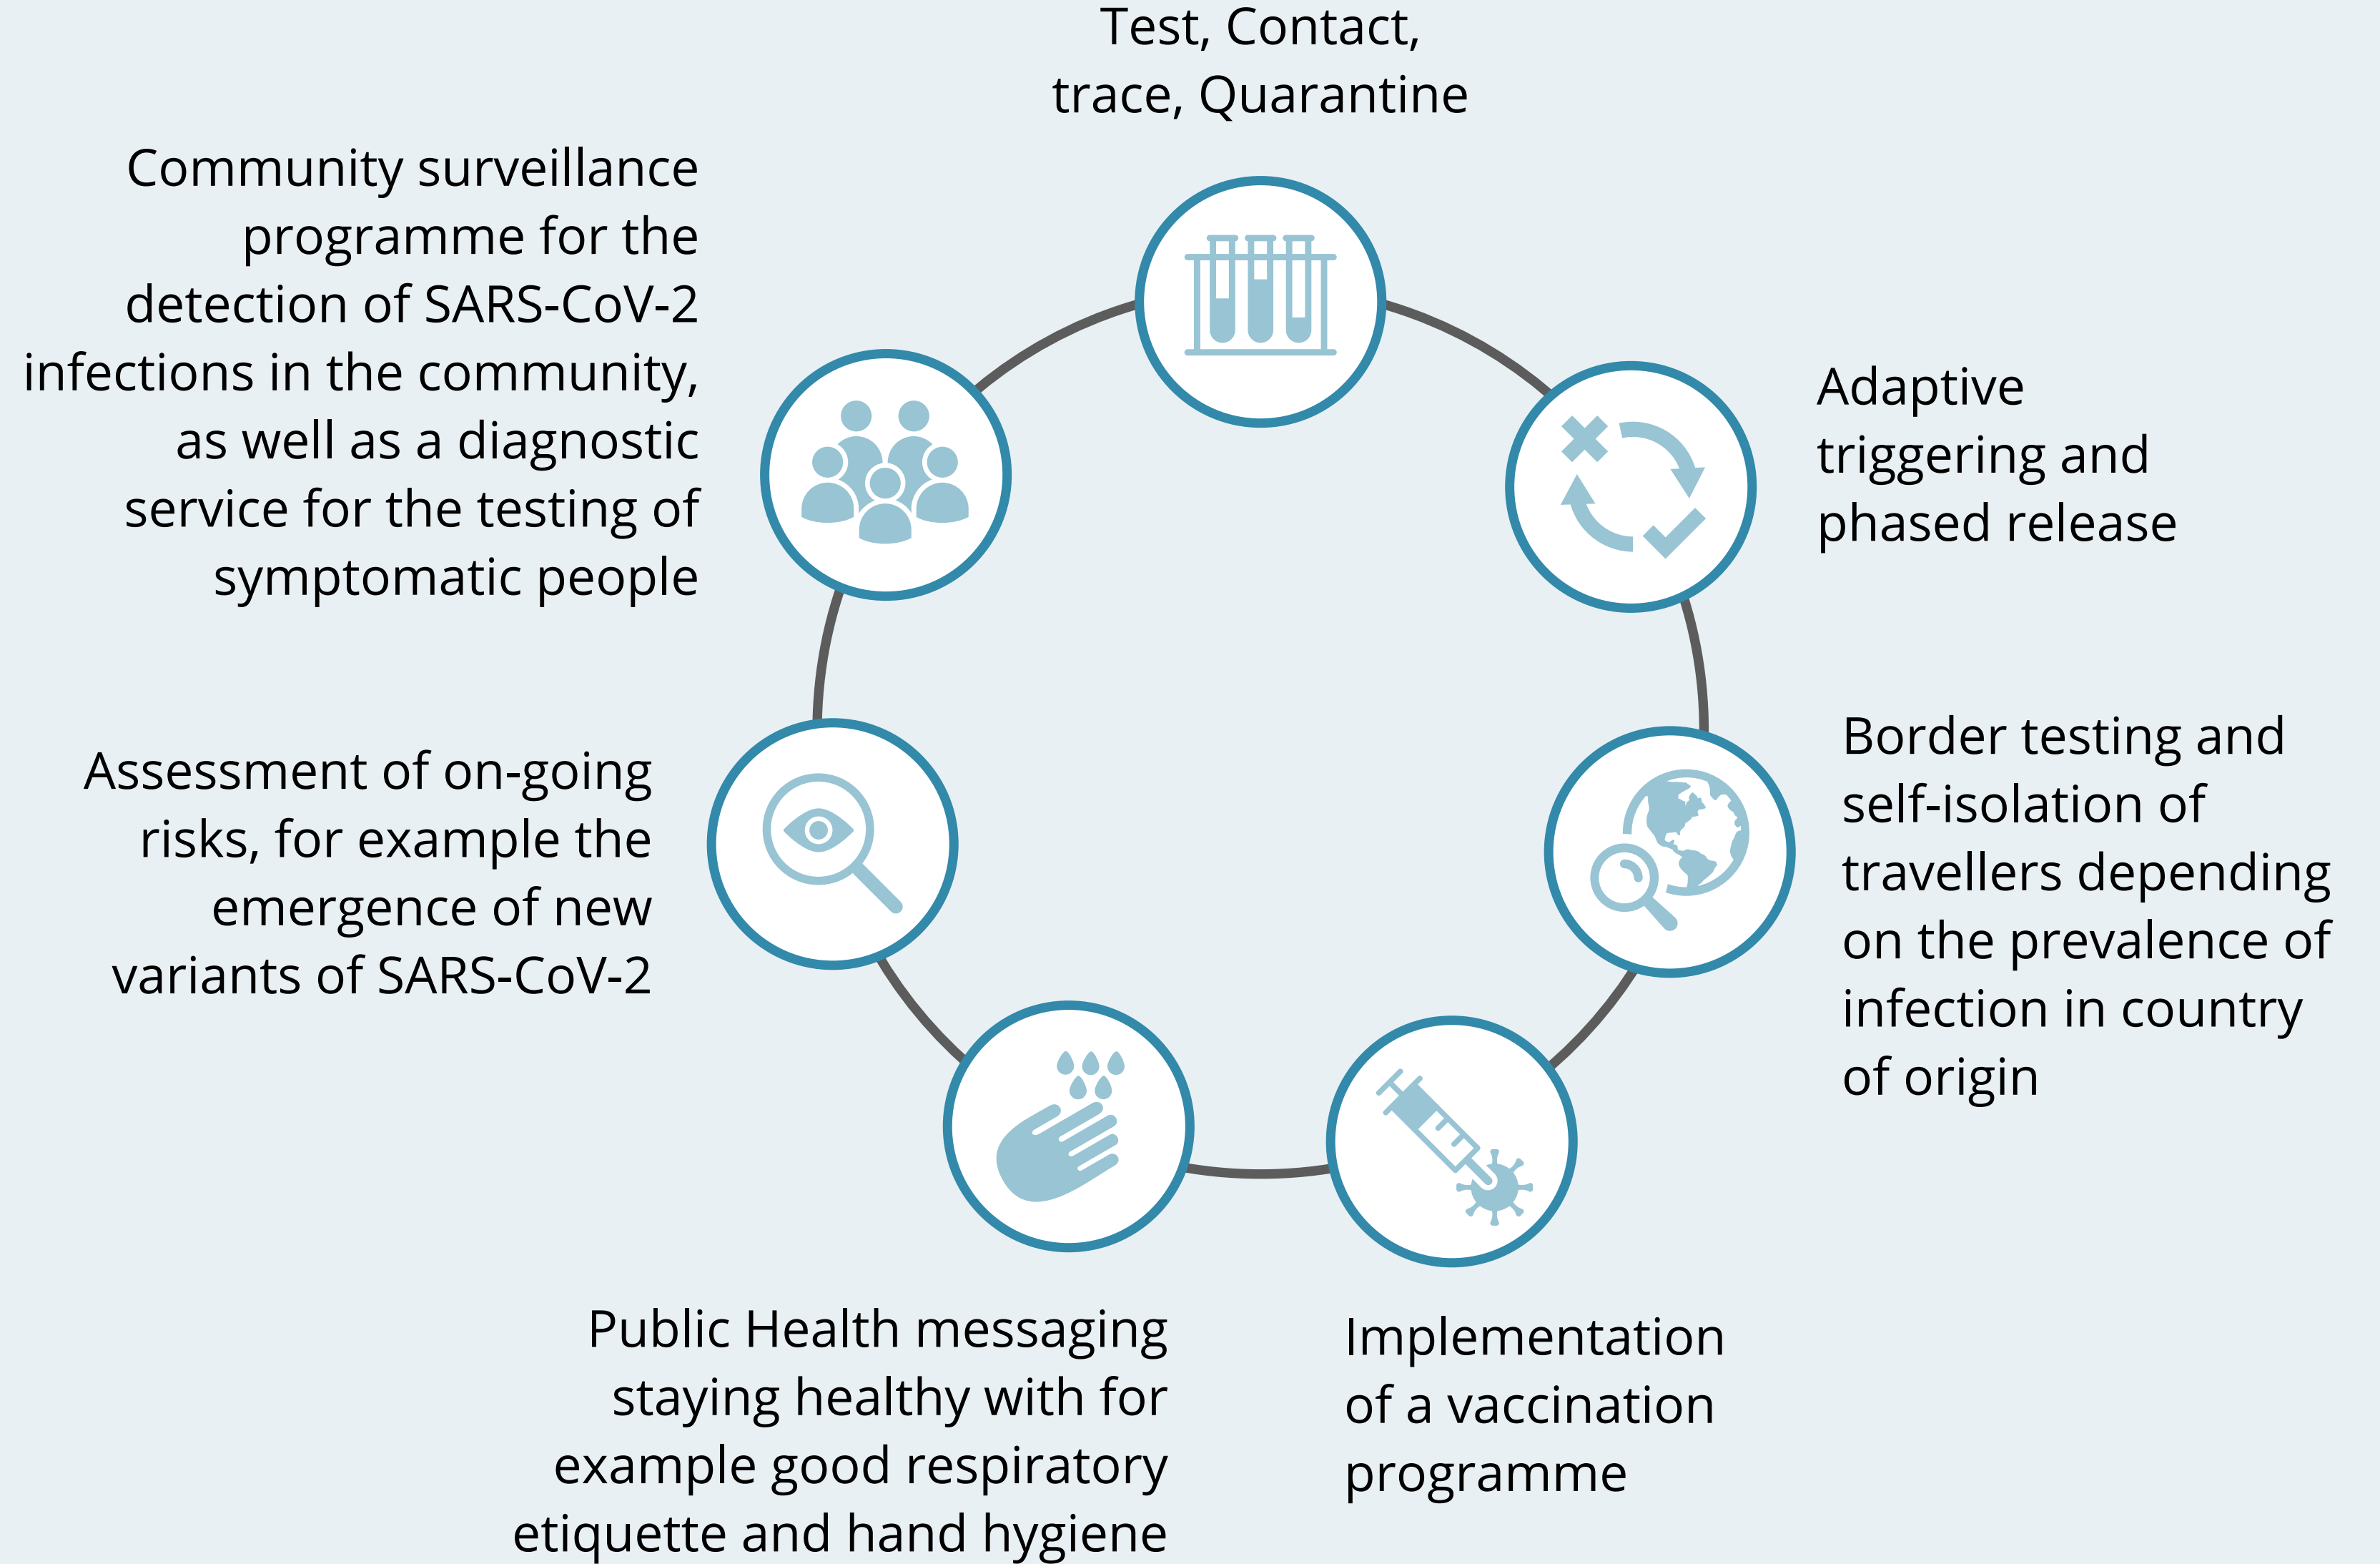 Test, Contact,
trace, Quarantine
Community surveillance
programme for the
detection of SARS-CoV-2
infections in the community,
as well as a diagnostic
service for the testing of
symptomatic people
Adaptive
triggering and
phased release
Assessment of on-going
risks, for example the
emergence of new
variants of SARS-CoV-2
Border testing and
self-isolation of
travellers depending
on the prevalence of
infection in country
of origin
Public Health messaging
staying healthy with for
example good respiratory
etiquette and hand hygiene
Implementation
of a vaccination
programme